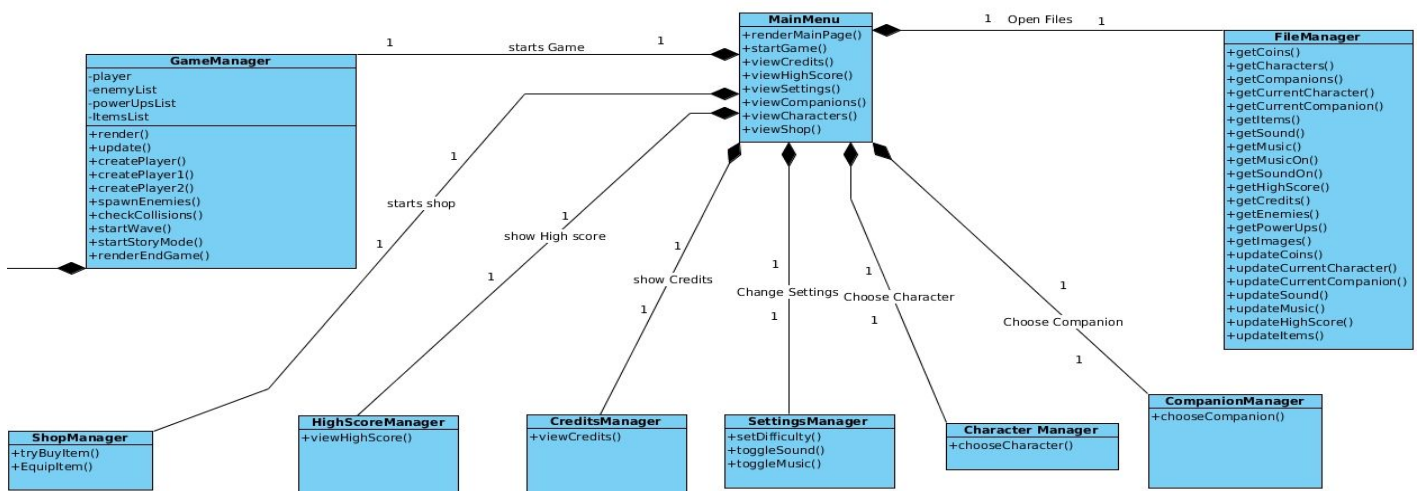 MainMenu
+renderMainPage()
+startGame()
+viewCredits()
+viewHighScore()
+viewSettings()
+viewCompanions()
+viewCharacters()
+viewShop()
1 Open Files 1
FileManager
+getCoins()
+getCharacters()
+getCompanions()
+getCurrentCharacter()
+getCurrentCompanion()
+getItems()
+getSound()
+getMusic()
+getMusicOn()
+getSoundOn()
+getHighScore()
+getCredits()
+getEnemies()
+getPowerUps()
+getImages()
+updateCoins()
+updateCurrentCharacter()
+updateCurrentCompanion()
+updateSound()
+updateMusic()
+updateHighScore()
+updateItems()
1 starts Game 1
GameManager
-player
-enemyList
-powerUpsList
-ItemsList
+render()
+update()
+createPlayer()
+createPlayer1()
+createPlayer2()
+spawnEnemies()
+checkCollisions()
+startWave()
+startStoryMode()
+renderEndGame()
1
starts shop
1
1
show High score
1
1
show Credits
1
1
Change Settings
1
1
Choose Character
1
1
Choose Companion
1
ShopManager
+tryBuyItem()
+EquipItem()
HighScoreManager
+viewHighScore()
CreditsManager
+viewCredits()
SettingsManager
+setDifficulty()
+toggleSound()
+toggleMusic()
Character Manager
+chooseCharacter()
CompanionManager
+chooseCompanion()